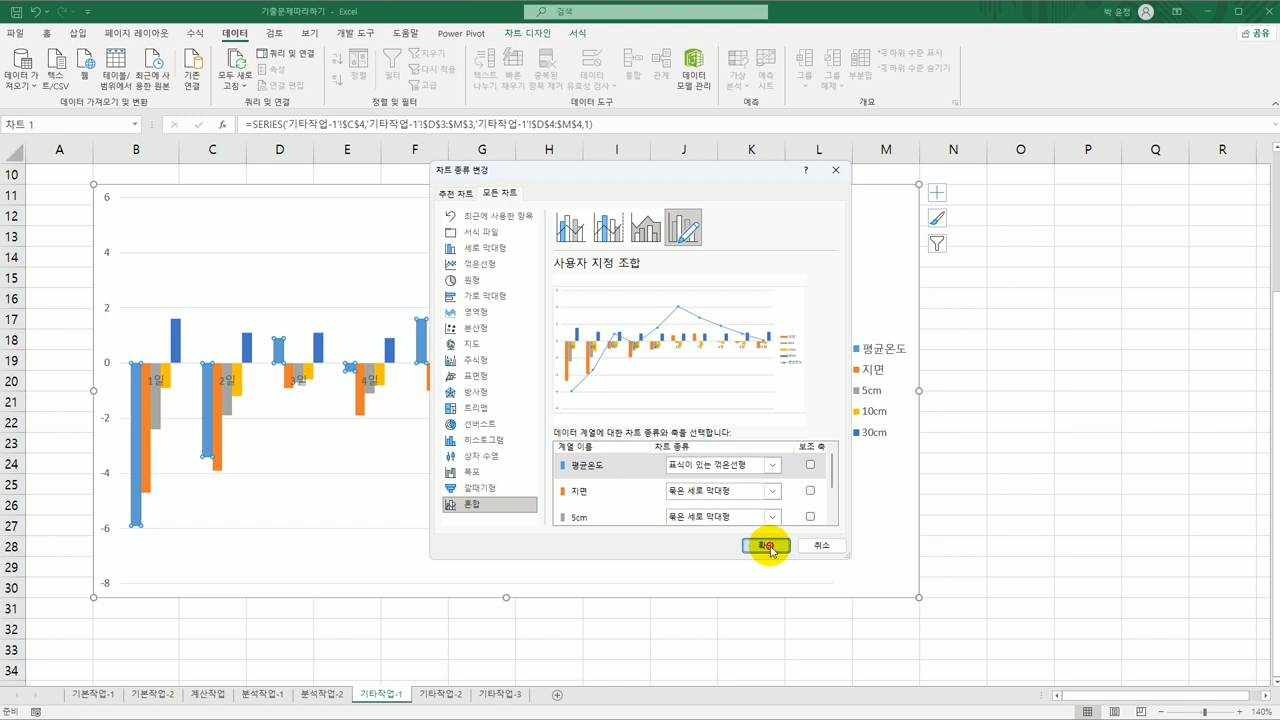 기출문제따라하기 - Excel
검색
박 윤정
파일 홈 삽입 페이지 레이아웃 수식 데이터 검토 보기 개발 도구 도움말 Power Pivot 차트 디자인 서식
공유
데이터 가져오기
텍스트/CSV
웹
테이블/범위에서
최근에 사용한 원본
기존 연결
모두 새로 고침
쿼리 및 연결
속성
연결 편집
정렬
필터
지우기
다시 적용
고급
텍스트 나누기
빠른 채우기
중복된 항목 제거
데이터 유효성 검사
통합
관계
데이터 모델 관리
가상 분석
예측 시트
그룹
그룹 해제
부분합
하위 수준 표시
하위 수준 숨기기
데이터 가져오기 및 변환
쿼리 및 연결
정렬 및 필터
데이터 도구
예측
개요
차트 1
fx
=SERIES('기타작업-1'!$C$4,'기타작업-1'!$D$3:$M$3,'기타작업-1'!$D$4:$M$4,1)
A B C D E F G H I J K L M N O P Q R
10
11
12
13
14
15
16
17
18
19
20
21
22
23
24
25
26
27
28
29
30
31
32
33
34
6
4
2
0
-2
-4
-6
-8
1일 2일 3일 4일
평균온도
지면
5cm
10cm
30cm
차트 종류 변경
?
추천 차트 모든 차트
최근에 사용한 항목
서식 파일
세로 막대형
꺾은선형
원형
가로 막대형
영역형
분산형
지도
주식형
표면형
방사형
트리맵
선버스트
히스토그램
상자 수염
폭포
깔때기형
혼합
사용자 지정 조합
데이터 계열에 대한 차트 종류와 축을 선택합니다:
계열 이름 차트 종류 보조 축
평균온도 표식이 있는 꺾은선형
지면 묶은 세로 막대형
5cm 묶은 세로 막대형
확인 취소
기본작업-1 기본작업-2 계산작업 분석작업-1 분석작업-2 기타작업-1 기타작업-2 기타작업-3
준비
140%